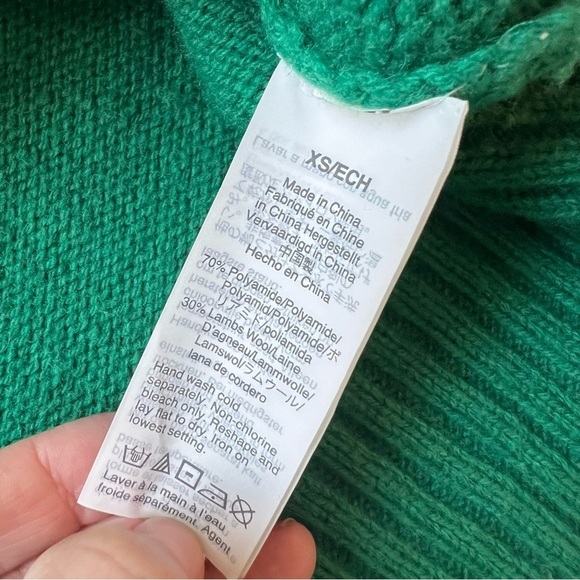 XS/ECH
Made in China
Fabriqué en Chine
in China Hergestellt
Vervaardigd in China
中国製
Hecho en China
70% Polyamide/Polyamide/
Polyamid/Polyamide/ポ
リアミド/poliamida
30% Lambs Wool/Laine
D'agneau/Lammwolle/
Lamswol/ラムウール/
lana de cordero
Hand wash cold
separately. Non-chlorine
bleach only. Reshape and
lay flat to dry. Iron on
lowest setting.
Laver à la main à l'eau
froide séparément. Agent